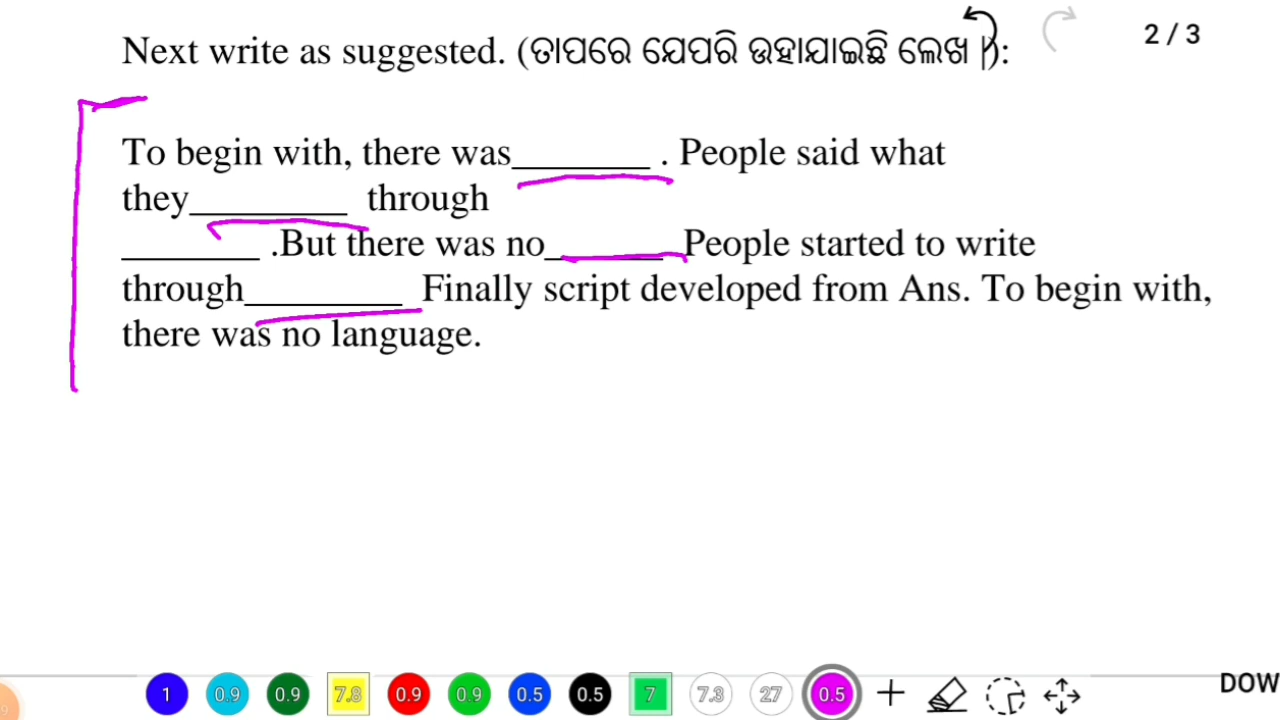 Next write as suggested. (ତାପରେ ଯେପରି ଉହାଯାଇଛି ଲେଖ |):
2 / 3
To begin with, there was________ . People said what
they_________ through
________ .But there was no_______ People started to write
through_________ Finally script developed from Ans. To begin with,
there was no language.
1 0.9 0.9 7.8 0.9 0.9 0.5 0.5 7 7.3 27 0.5
DOW